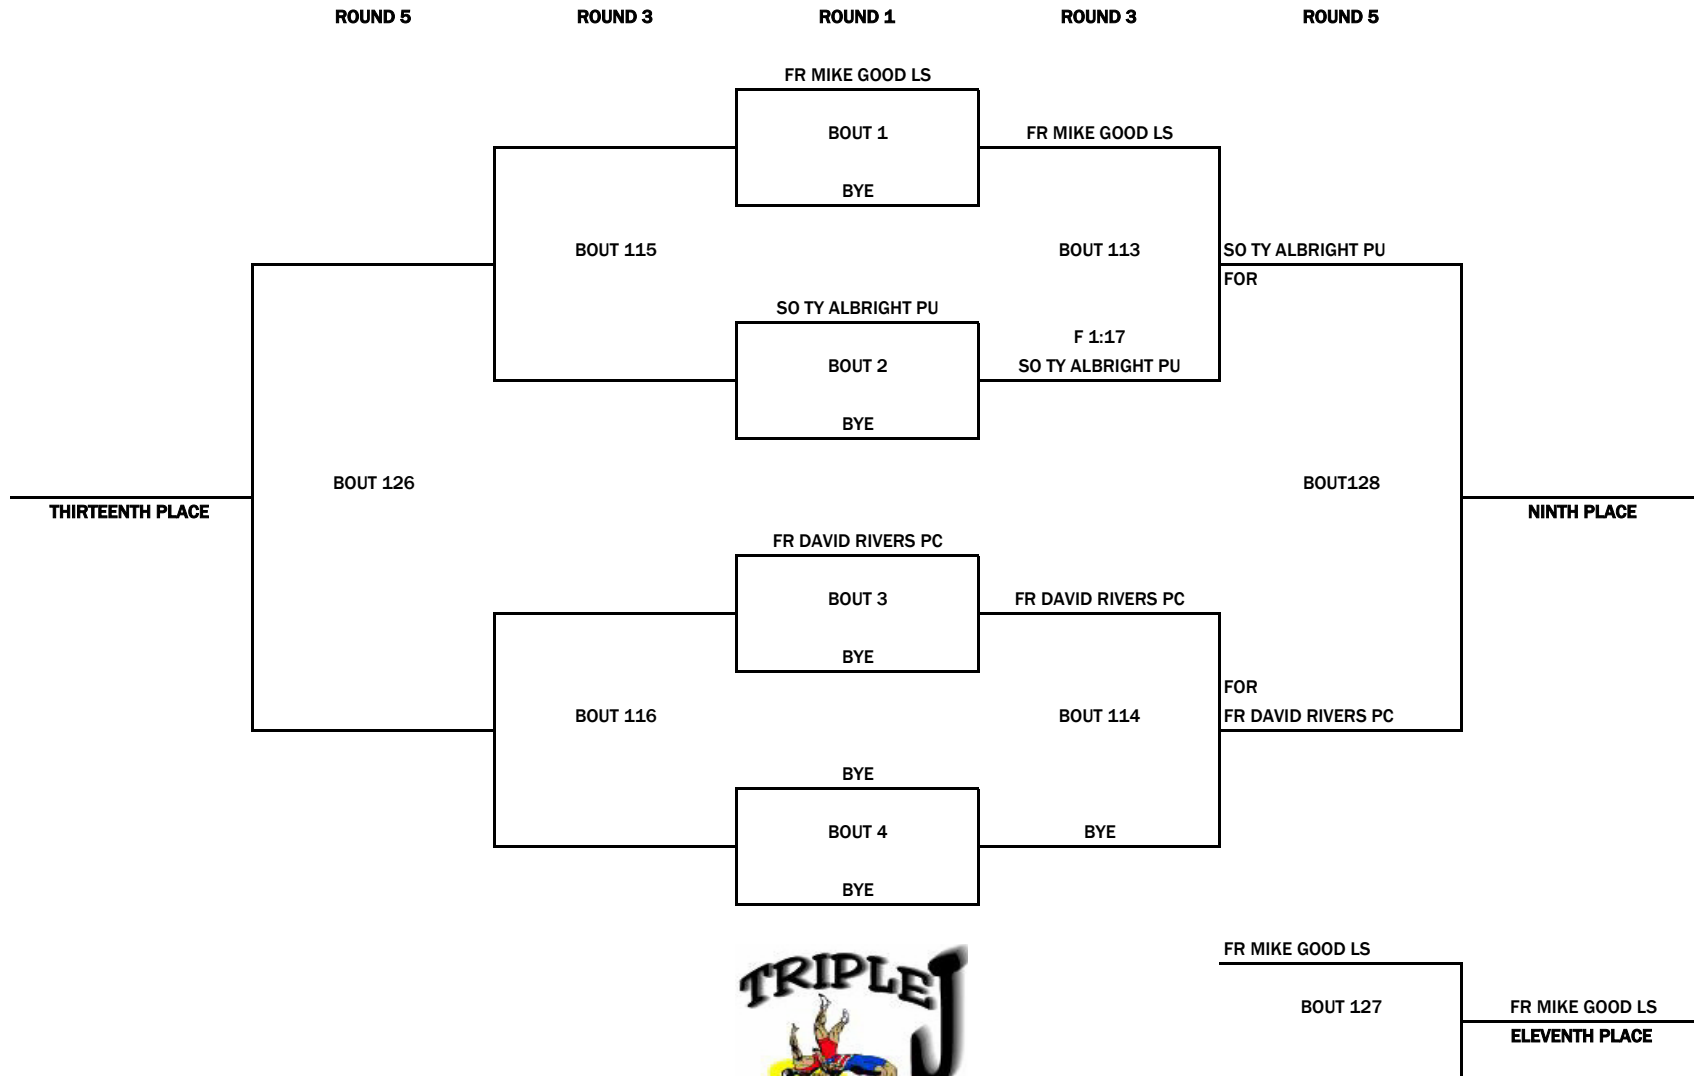 ROUND 5 ROUND 3 ROUND 1 ROUND 3 ROUND 5
FR MIKE GOOD LS
BOUT 1 FR MIKE GOOD LS
BYE
BOUT 115 BOUT 113 SO TY ALBRIGHT PU
FOR
SO TY ALBRIGHT PU
F 1:17
BOUT 2 SO TY ALBRIGHT PU
BYE
BOUT 126 BOUT128
THIRTEENTH PLACE NINTH PLACE
FR DAVID RIVERS PC
BOUT 3 FR DAVID RIVERS PC
BYE
FOR
BOUT 116 BOUT 114 FR DAVID RIVERS PC
BYE
BOUT 4 BYE
BYE
FR MIKE GOOD LS
TRIPLE J
BOUT 127 FR MIKE GOOD LS
ELEVENTH PLACE